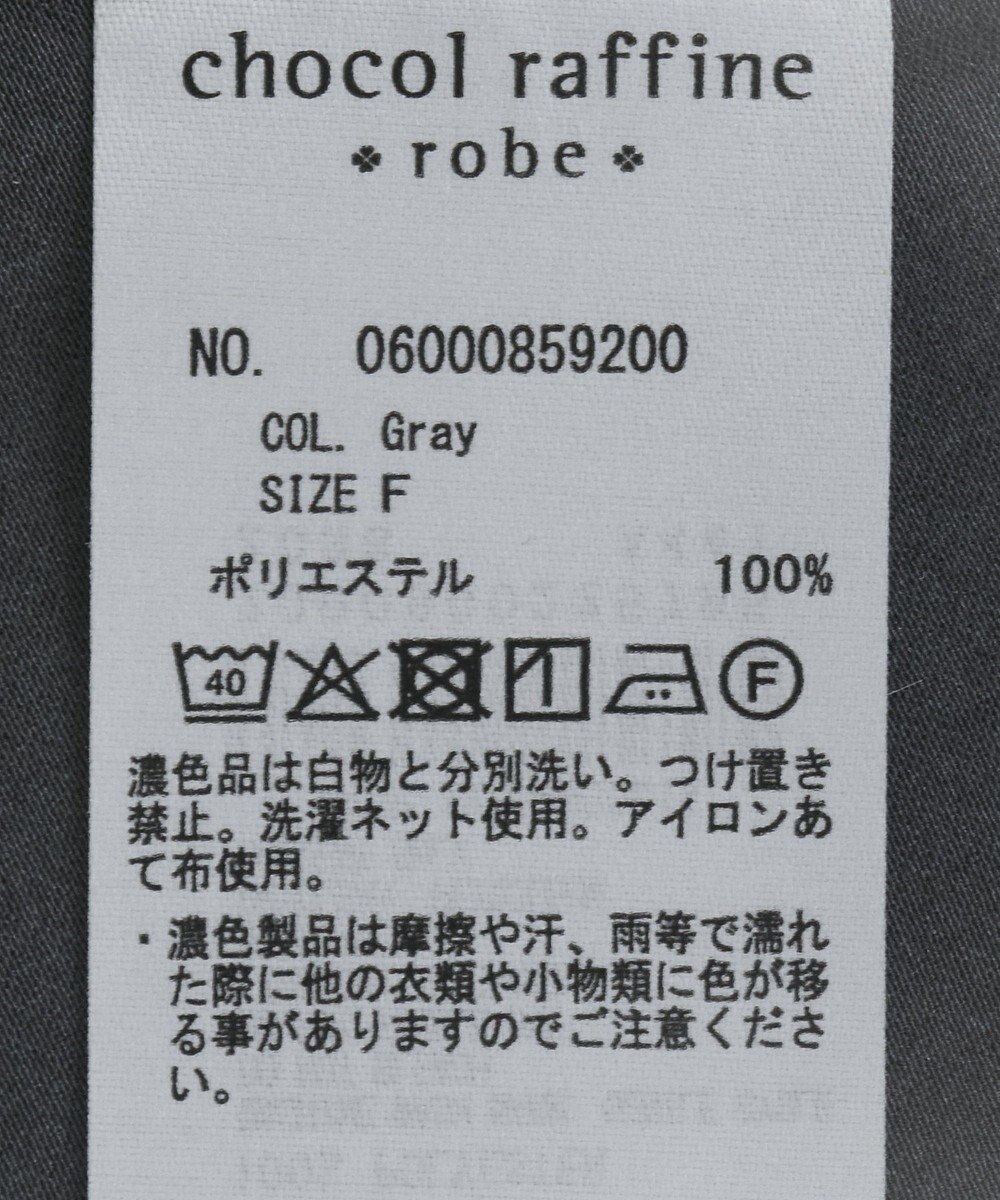 chocol raffine
robe
NO. 06000859200
COL. Gray
SIZE F
ポリエステル 100%
40 F
濃色品は白物と分別洗い。つけ置き
禁止。洗濯ネット使用。アイロンあ
て布使用。
・濃色製品は摩擦や汗、雨等で濡れ
た際に他の衣類や小物類に色が移
る事がありますのでご注意くださ
い。